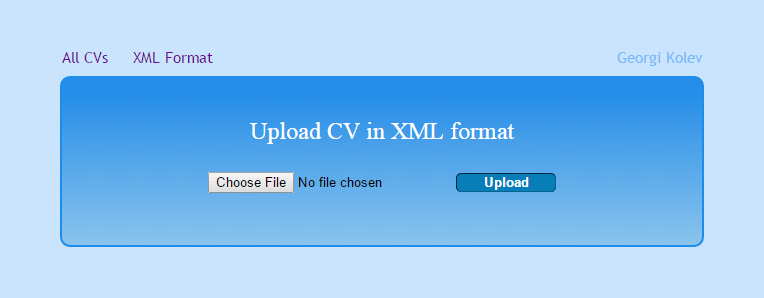 All CVs XML Format Georgi Kolev
Upload CV in XML format
Choose File No file chosen Upload